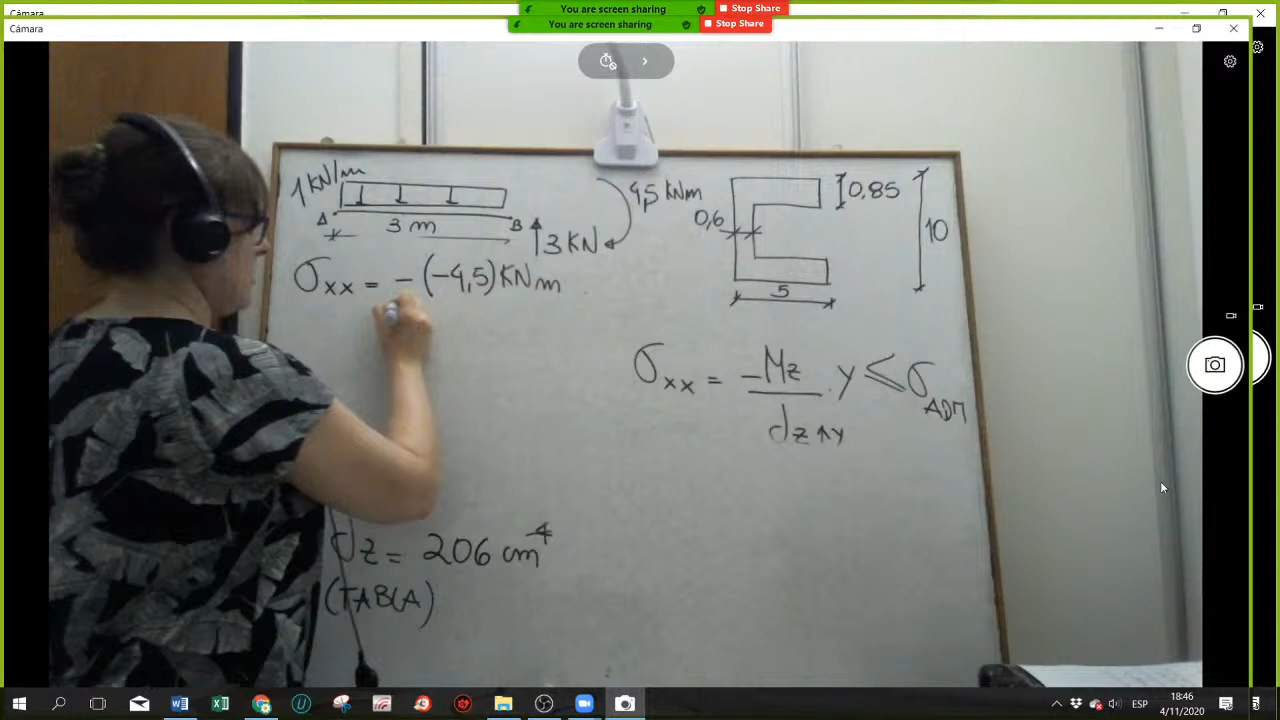 You are screen sharing
Stop Share
Cámara
You are screen sharing
Stop Share
Cámara
1 KN/m
A 3 m B
3 KN
4,5 KNm
0,6
0,85
10
5
σxx = - (-4,5) KNm
σxx = -Mz / Jz . y ≤ σADM
Jz = 206 cm⁴
(TABLA)
ESP
18:46
4/11/2020